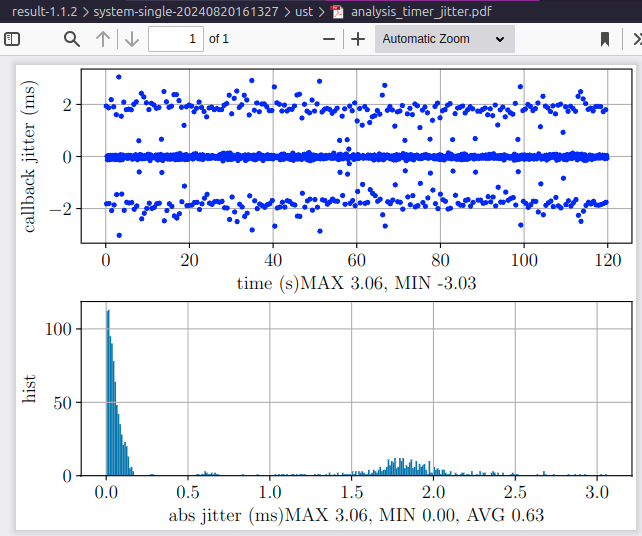 result-1.1.2 > system-single-20240820161327 > ust > analysis_timer_jitter.pdf
1 of 1 Automatic Zoom
callback jitter (ms)
2
0
−2
0 20 40 60 80 100 120
time (s)MAX 3.06, MIN -3.03
hist
100
50
0
0.0 0.5 1.0 1.5 2.0 2.5 3.0
abs jitter (ms)MAX 3.06, MIN 0.00, AVG 0.63